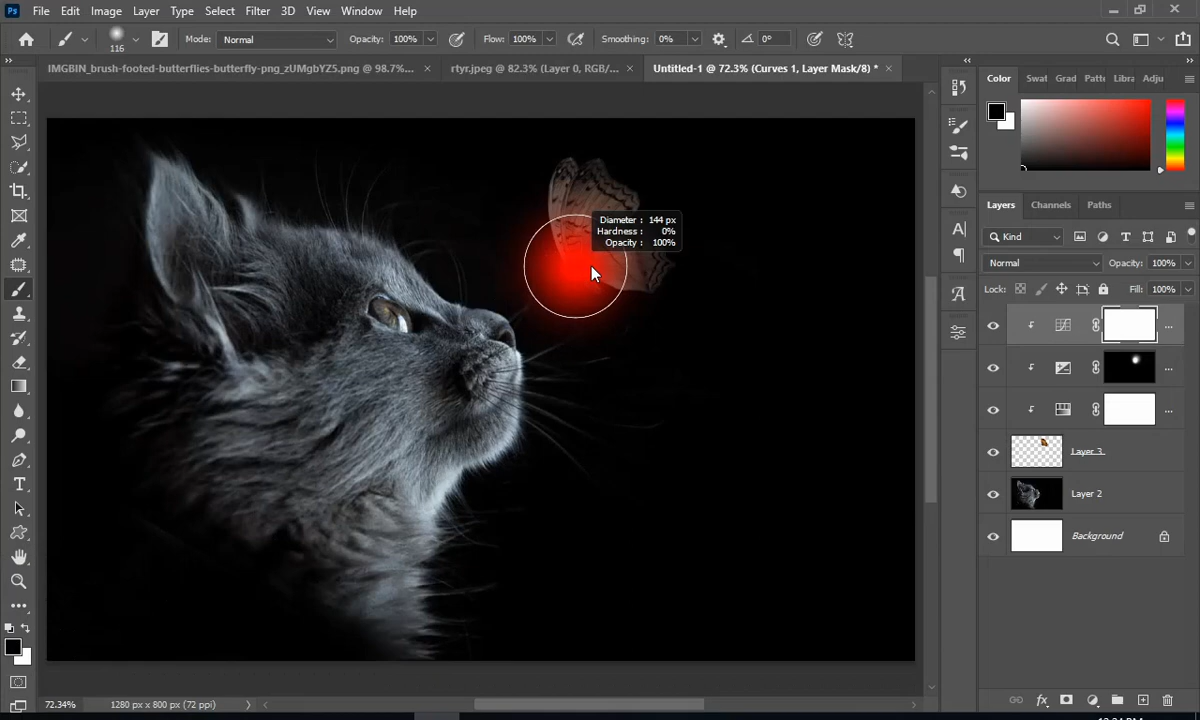 Ps File Edit Image Layer Type Select Filter 3D View Window Help
116 Mode: Normal Opacity: 100% Flow: 100% Smoothing: 0% 0°
IMGBIN_brush-footed-butterflies-butterfly-png_zUMgbYZ5.png @ 98.7%... × rtyr.jpeg @ 82.3% (Layer 0, RGB/... × Untitled-1 @ 72.3% (Curves 1, Layer Mask/8) * ×
Color Swat Grad Patt Libra Adju
Diameter : 144 px
Hardness : 0%
Opacity : 100%
Layers Channels Paths
Kind
Normal Opacity: 100%
Lock: Fill: 100%
Layer 3
Layer 2
Background
72.34% 1280 px x 800 px (72 ppi)